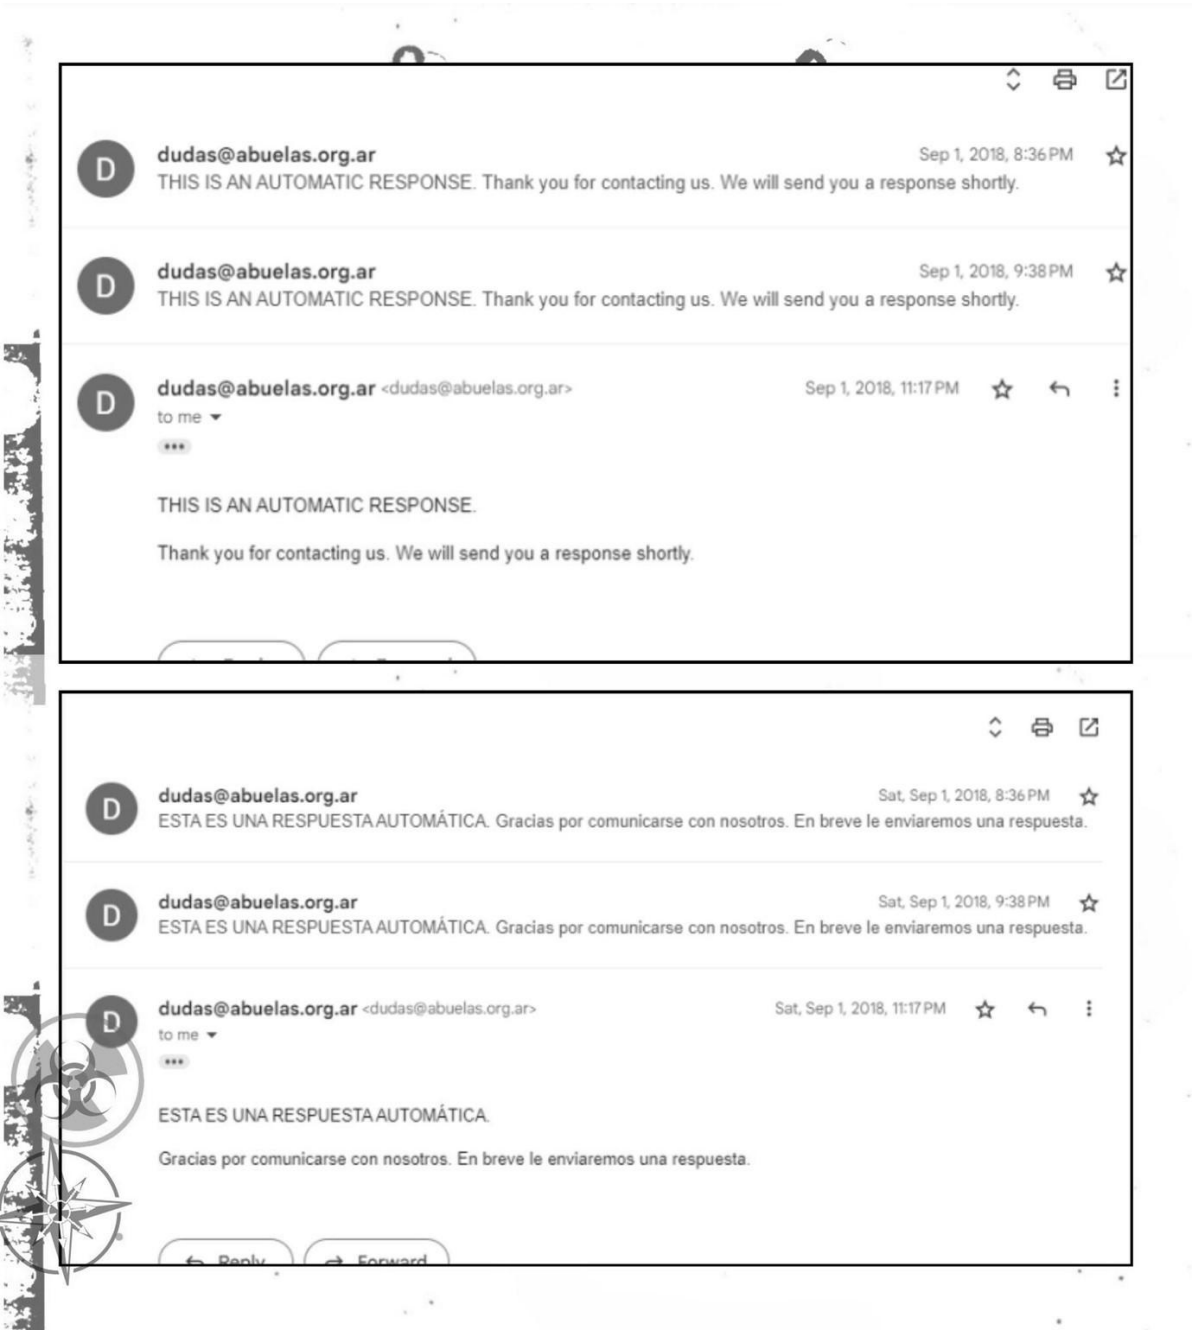 D
dudas@abuelas.org.ar Sep 1, 2018, 8:36 PM
THIS IS AN AUTOMATIC RESPONSE. Thank you for contacting us. We will send you a response shortly.
D
dudas@abuelas.org.ar Sep 1, 2018, 9:38 PM
THIS IS AN AUTOMATIC RESPONSE. Thank you for contacting us. We will send you a response shortly.
D
dudas@abuelas.org.ar <dudas@abuelas.org.ar> Sep 1, 2018, 11:17 PM
to me
THIS IS AN AUTOMATIC RESPONSE.
Thank you for contacting us. We will send you a response shortly.
D
dudas@abuelas.org.ar Sat, Sep 1, 2018, 8:36 PM
ESTA ES UNA RESPUESTA AUTOMÁTICA. Gracias por comunicarse con nosotros. En breve le enviaremos una respuesta.
D
dudas@abuelas.org.ar Sat, Sep 1, 2018, 9:38 PM
ESTA ES UNA RESPUESTA AUTOMÁTICA. Gracias por comunicarse con nosotros. En breve le enviaremos una respuesta.
D
dudas@abuelas.org.ar <dudas@abuelas.org.ar> Sat, Sep 1, 2018, 11:17 PM
to me
ESTA ES UNA RESPUESTA AUTOMÁTICA.
Gracias por comunicarse con nosotros. En breve le enviaremos una respuesta.
Reply Forward